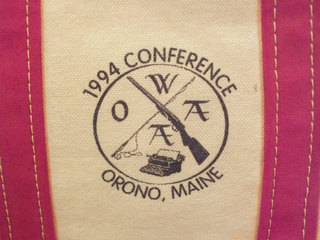 1994 CONFERENCE
O W A A
ORONO, MAINE